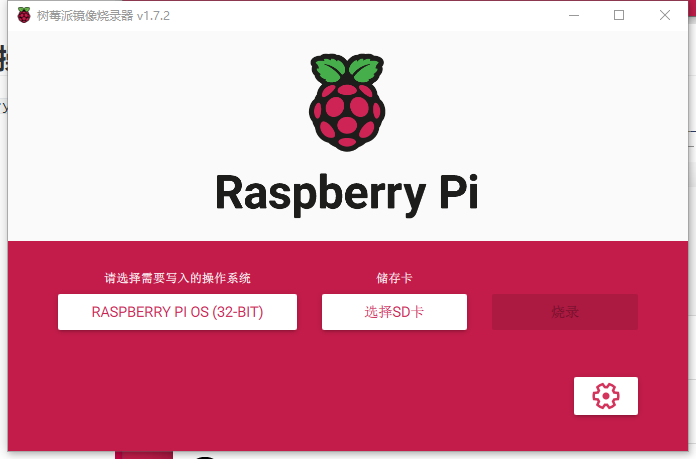 树莓派镜像烧录器 v1.7.2
Raspberry Pi
请选择需要写入的操作系统
储存卡
RASPBERRY PI OS (32-BIT)
选择SD卡
烧录